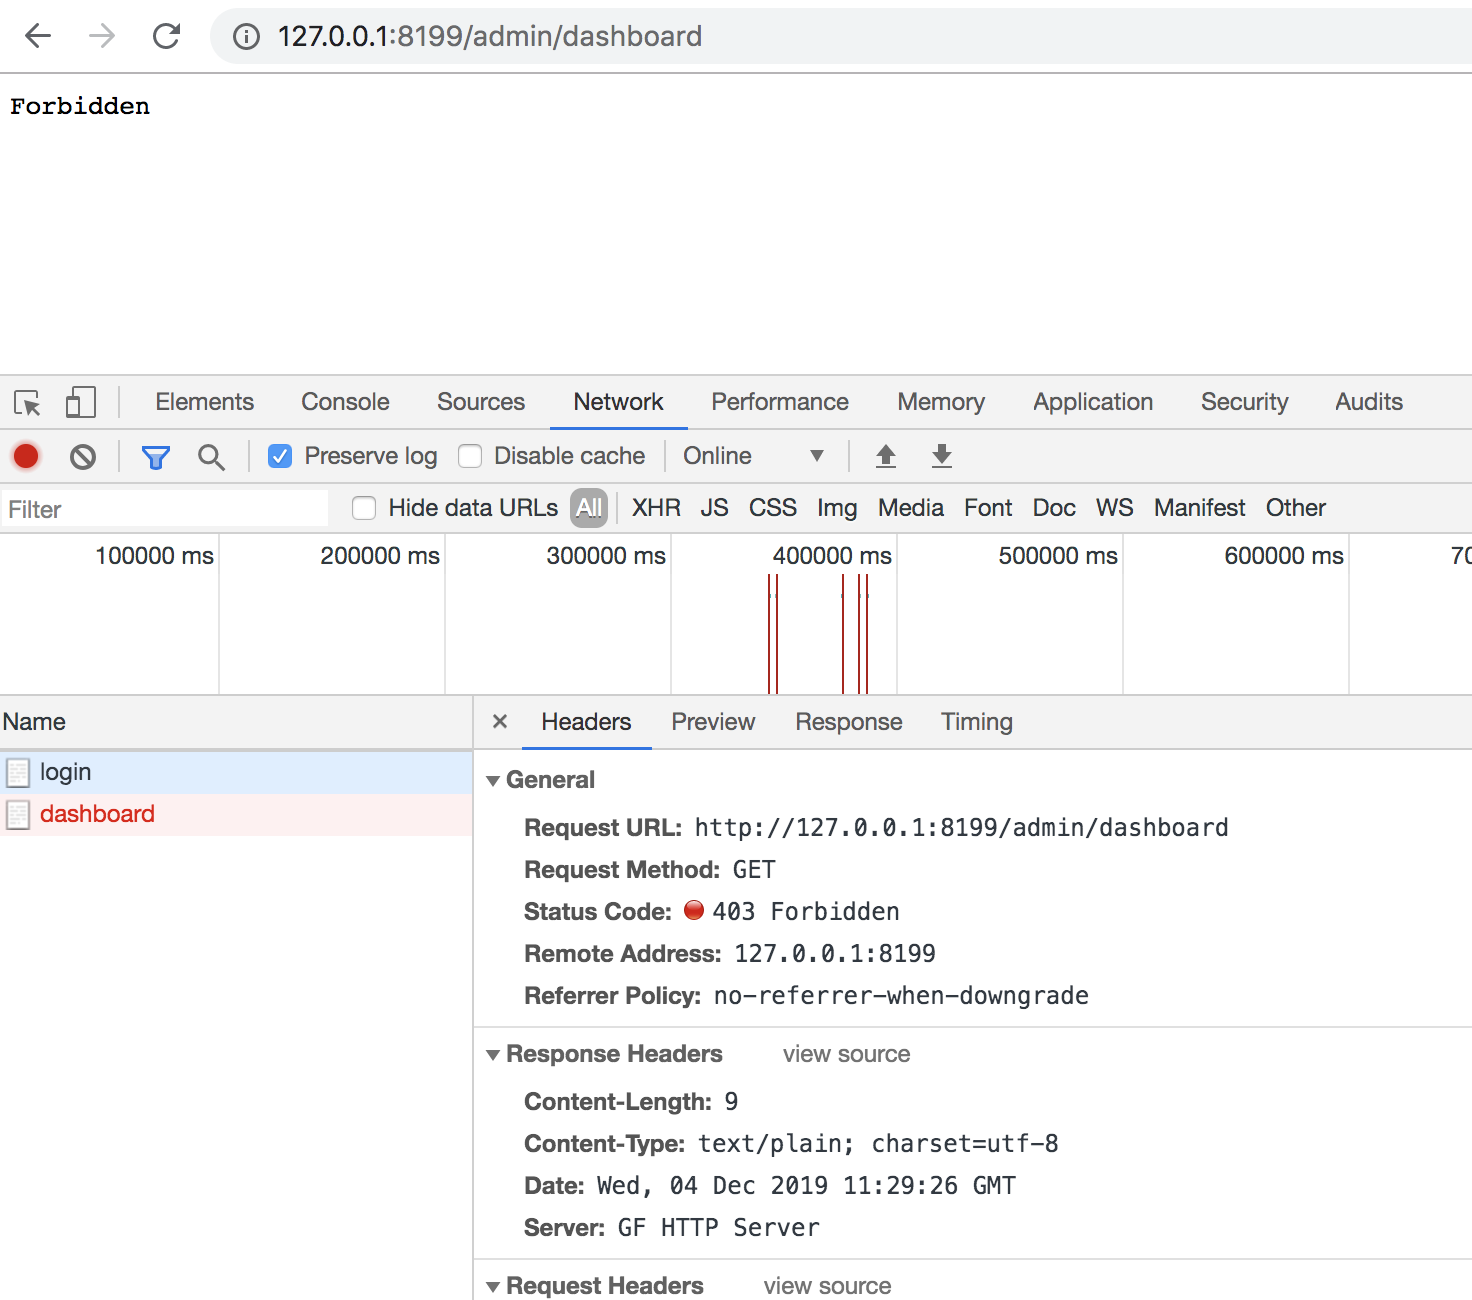 127.0.0.1:8199/admin/dashboard
Forbidden
Elements Console Sources Network Performance Memory Application Security Audits
Preserve log Disable cache Online
Filter Hide data URLs All XHR JS CSS Img Media Font Doc WS Manifest Other
100000 ms 200000 ms 300000 ms 400000 ms 500000 ms 600000 ms 70
Name Headers Preview Response Timing
login
dashboard
General
Request URL: http://127.0.0.1:8199/admin/dashboard
Request Method: GET
Status Code: 403 Forbidden
Remote Address: 127.0.0.1:8199
Referrer Policy: no-referrer-when-downgrade
Response Headers view source
Content-Length: 9
Content-Type: text/plain; charset=utf-8
Date: Wed, 04 Dec 2019 11:29:26 GMT
Server: GF HTTP Server
Request Headers view source